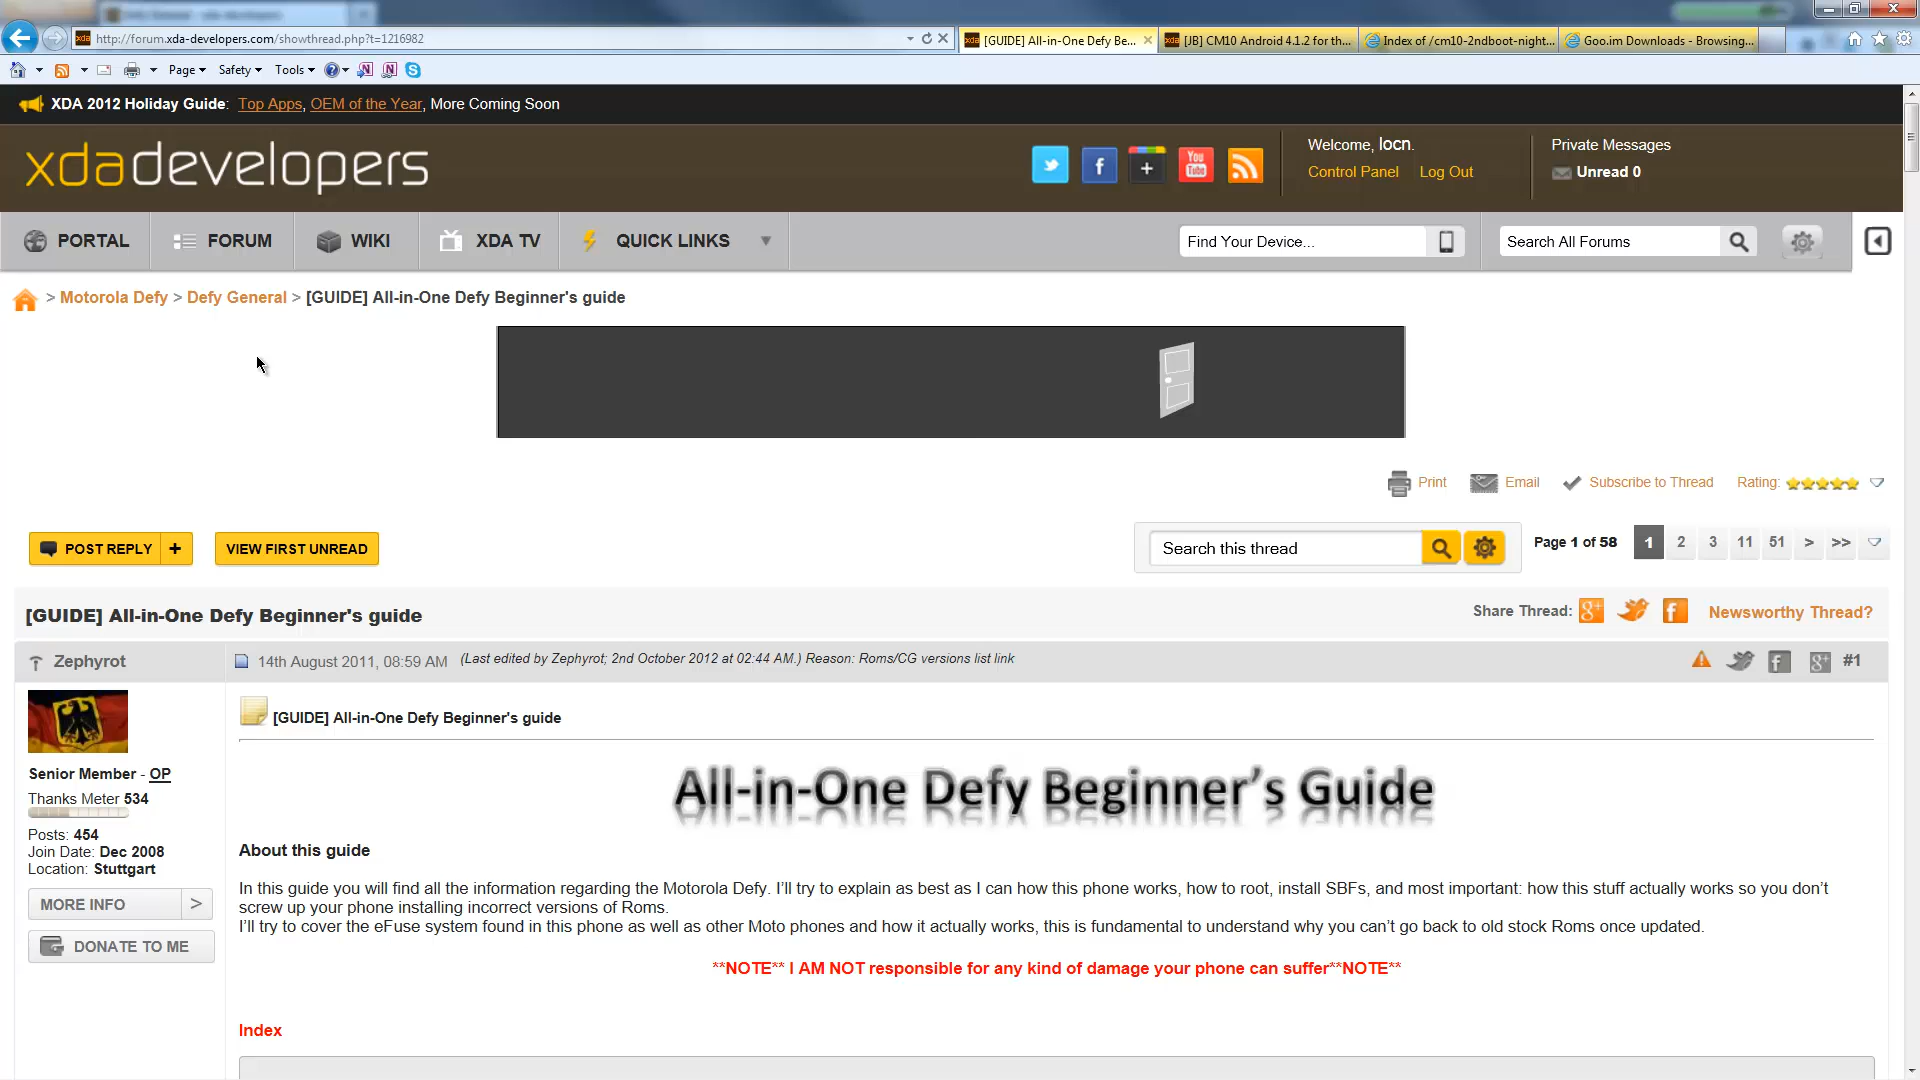 http://forum.xda-developers.com/showthread.php?t=1216982
[GUIDE] All-in-One Defy Be...
[JB] CM10 Android 4.1.2 for th...
Index of /cm10-2ndboot-night...
Goo.im Downloads - Browsing...
Page Safety Tools
XDA 2012 Holiday Guide: Top Apps, OEM of the Year, More Coming Soon
xdadevelopers
You Tube
Welcome, locn.
Control Panel Log Out
Private Messages
Unread 0
PORTAL FORUM WIKI XDA TV QUICK LINKS
Find Your Device...
Search All Forums
> Motorola Defy > Defy General > [GUIDE] All-in-One Defy Beginner's guide
Print Email Subscribe to Thread Rating:
POST REPLY + VIEW FIRST UNREAD
Search this thread
Page 1 of 58 1 2 3 11 51 > >>
[GUIDE] All-in-One Defy Beginner's guide
Share Thread: Newsworthy Thread?
Zephyrot
14th August 2011, 08:59 AM (Last edited by Zephyrot; 2nd October 2012 at 02:44 AM.) Reason: Roms/CG versions list link
#1
Senior Member - OP
Thanks Meter 534
Posts: 454
Join Date: Dec 2008
Location: Stuttgart
MORE INFO >
DONATE TO ME
[GUIDE] All-in-One Defy Beginner's guide
All-in-One Defy Beginner's Guide
About this guide
In this guide you will find all the information regarding the Motorola Defy. I'll try to explain as best as I can how this phone works, how to root, install SBFs, and most important: how this stuff actually works so you don't
screw up your phone installing incorrect versions of Roms.
I'll try to cover the eFuse system found in this phone as well as other Moto phones and how it actually works, this is fundamental to understand why you can't go back to old stock Roms once updated.
**NOTE** I AM NOT responsible for any kind of damage your phone can suffer**NOTE**
Index